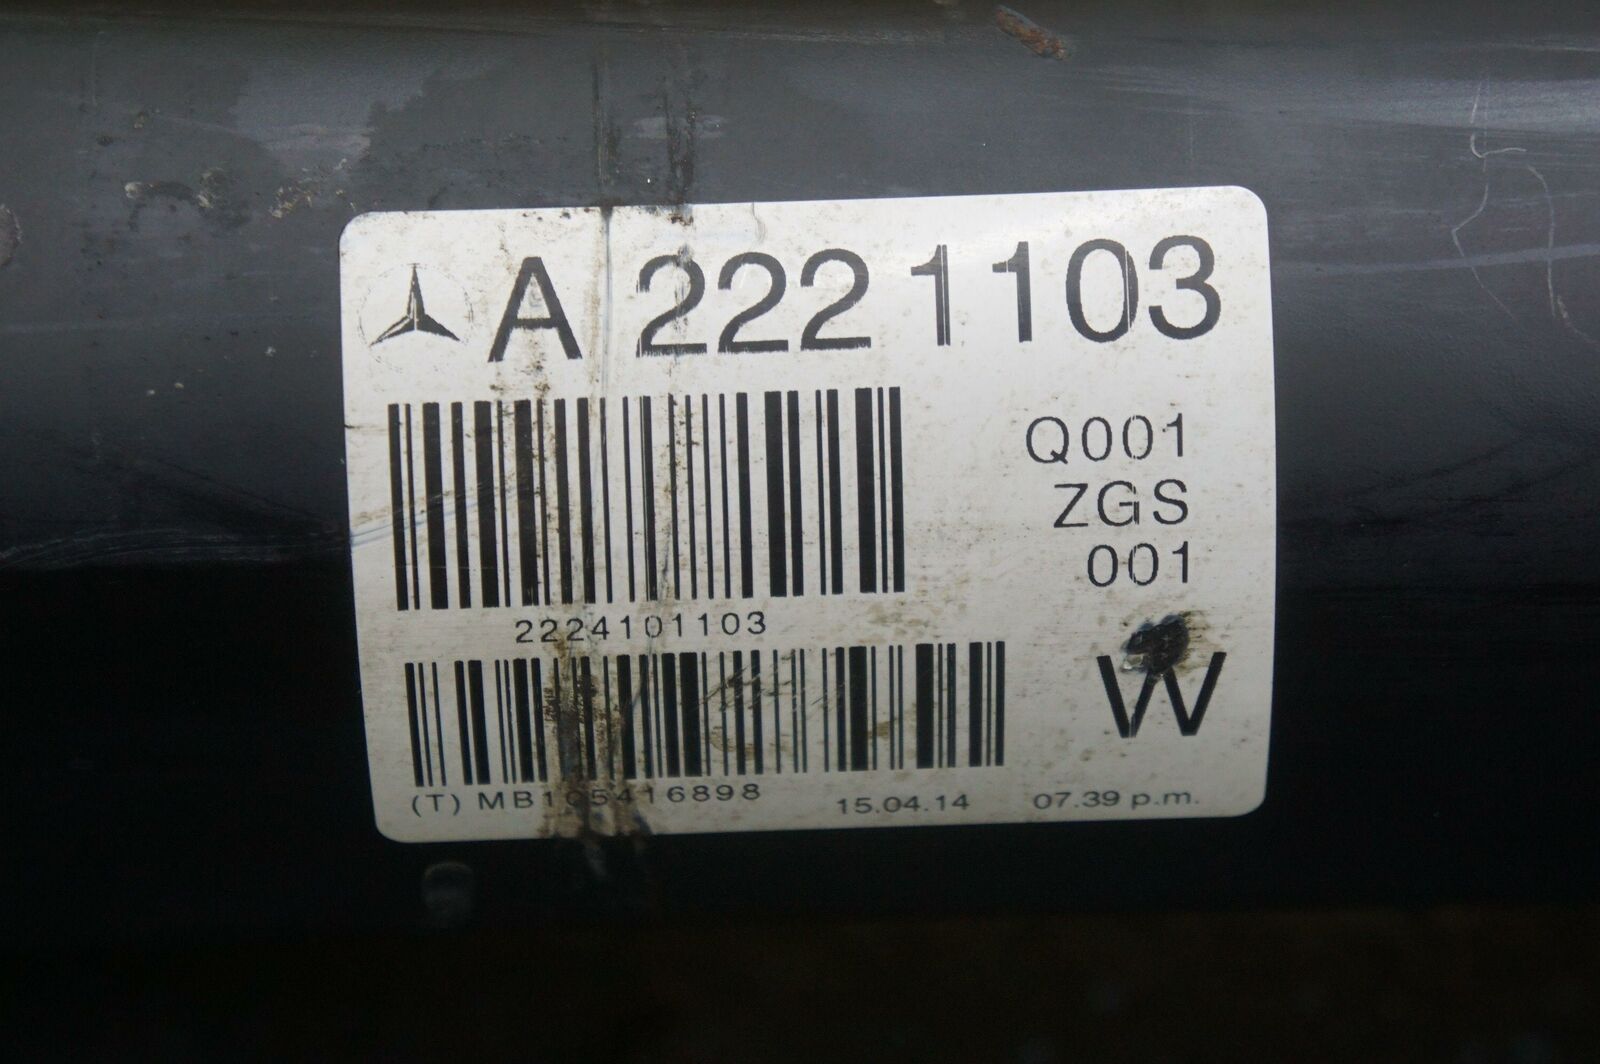 A 222 1103
Q001
ZGS
001
2224101103
W
(T) MB105416898 15.04.14 07.39 p.m.